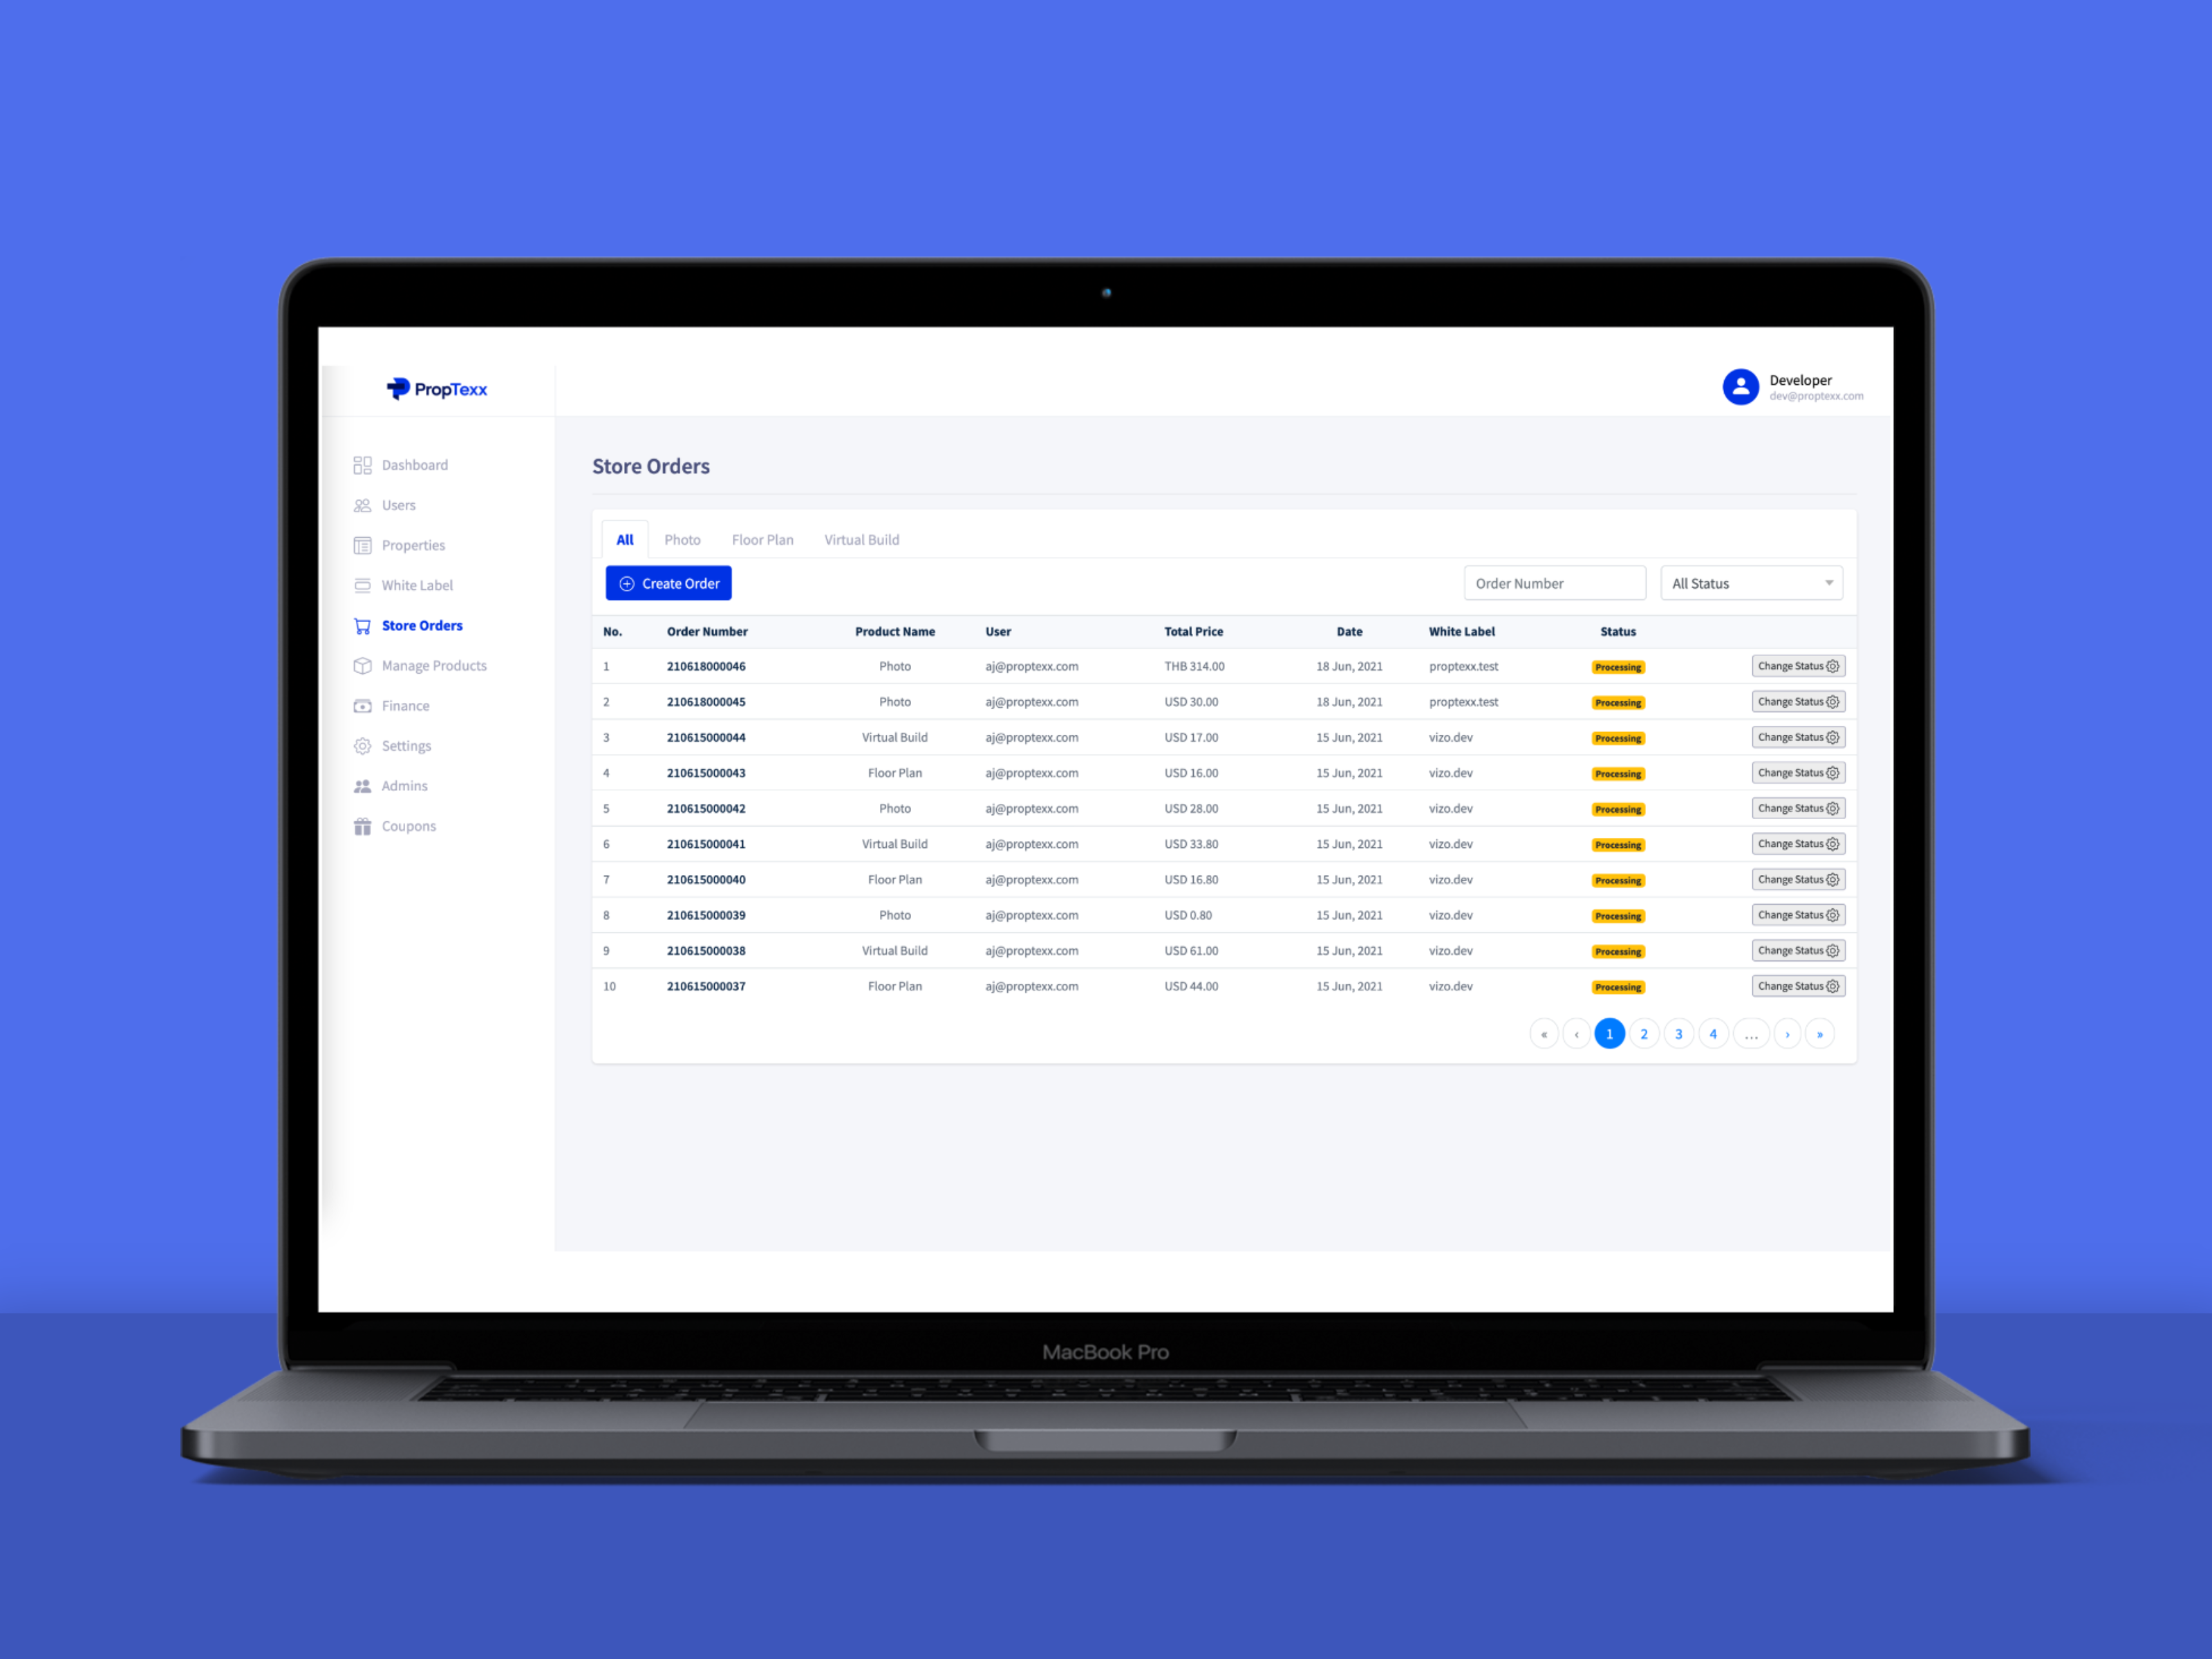 PropTexx
Developer
dev@proptexx.com
Dashboard
Users
Properties
White Label
Store Orders
Manage Products
Finance
Settings
Admins
Coupons
Store Orders
All Photo Floor Plan Virtual Build
Create Order Order Number All Status
No. Order Number Product Name User Total Price Date White Label Status
1 210618000046 Photo aj@proptexx.com THB 314.00 18 Jun, 2021 proptexx.test Processing Change Status
2 210618000045 Photo aj@proptexx.com USD 30.00 18 Jun, 2021 proptexx.test Processing Change Status
3 210615000044 Virtual Build aj@proptexx.com USD 17.00 15 Jun, 2021 vizo.dev Processing Change Status
4 210615000043 Floor Plan aj@proptexx.com USD 16.00 15 Jun, 2021 vizo.dev Processing Change Status
5 210615000042 Photo aj@proptexx.com USD 28.00 15 Jun, 2021 vizo.dev Processing Change Status
6 210615000041 Virtual Build aj@proptexx.com USD 33.80 15 Jun, 2021 vizo.dev Processing Change Status
7 210615000040 Floor Plan aj@proptexx.com USD 16.80 15 Jun, 2021 vizo.dev Processing Change Status
8 210615000039 Photo aj@proptexx.com USD 0.80 15 Jun, 2021 vizo.dev Processing Change Status
9 210615000038 Virtual Build aj@proptexx.com USD 61.00 15 Jun, 2021 vizo.dev Processing Change Status
10 210615000037 Floor Plan aj@proptexx.com USD 44.00 15 Jun, 2021 vizo.dev Processing Change Status
« ‹ 1 2 3 4 ... › »
MacBook Pro